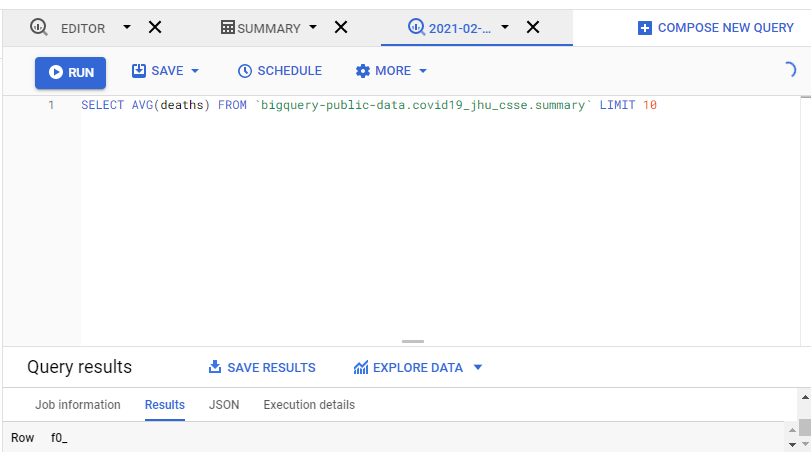 EDITOR SUMMARY 2021-02-... COMPOSE NEW QUERY
RUN SAVE SCHEDULE MORE
1 SELECT AVG(deaths) FROM `bigquery-public-data.covid19_jhu_csse.summary` LIMIT 10
Query results SAVE RESULTS EXPLORE DATA
Job information Results JSON Execution details
Row f0_